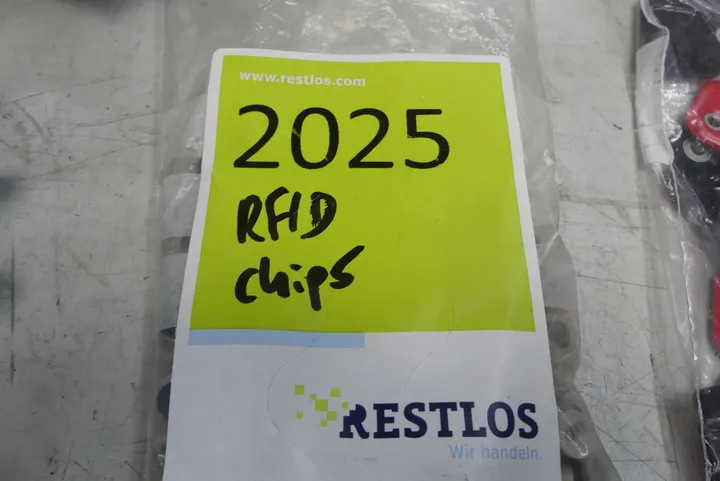 www.restlos.com
2025
RFID
chips
RESTLOS
Wir handeln.